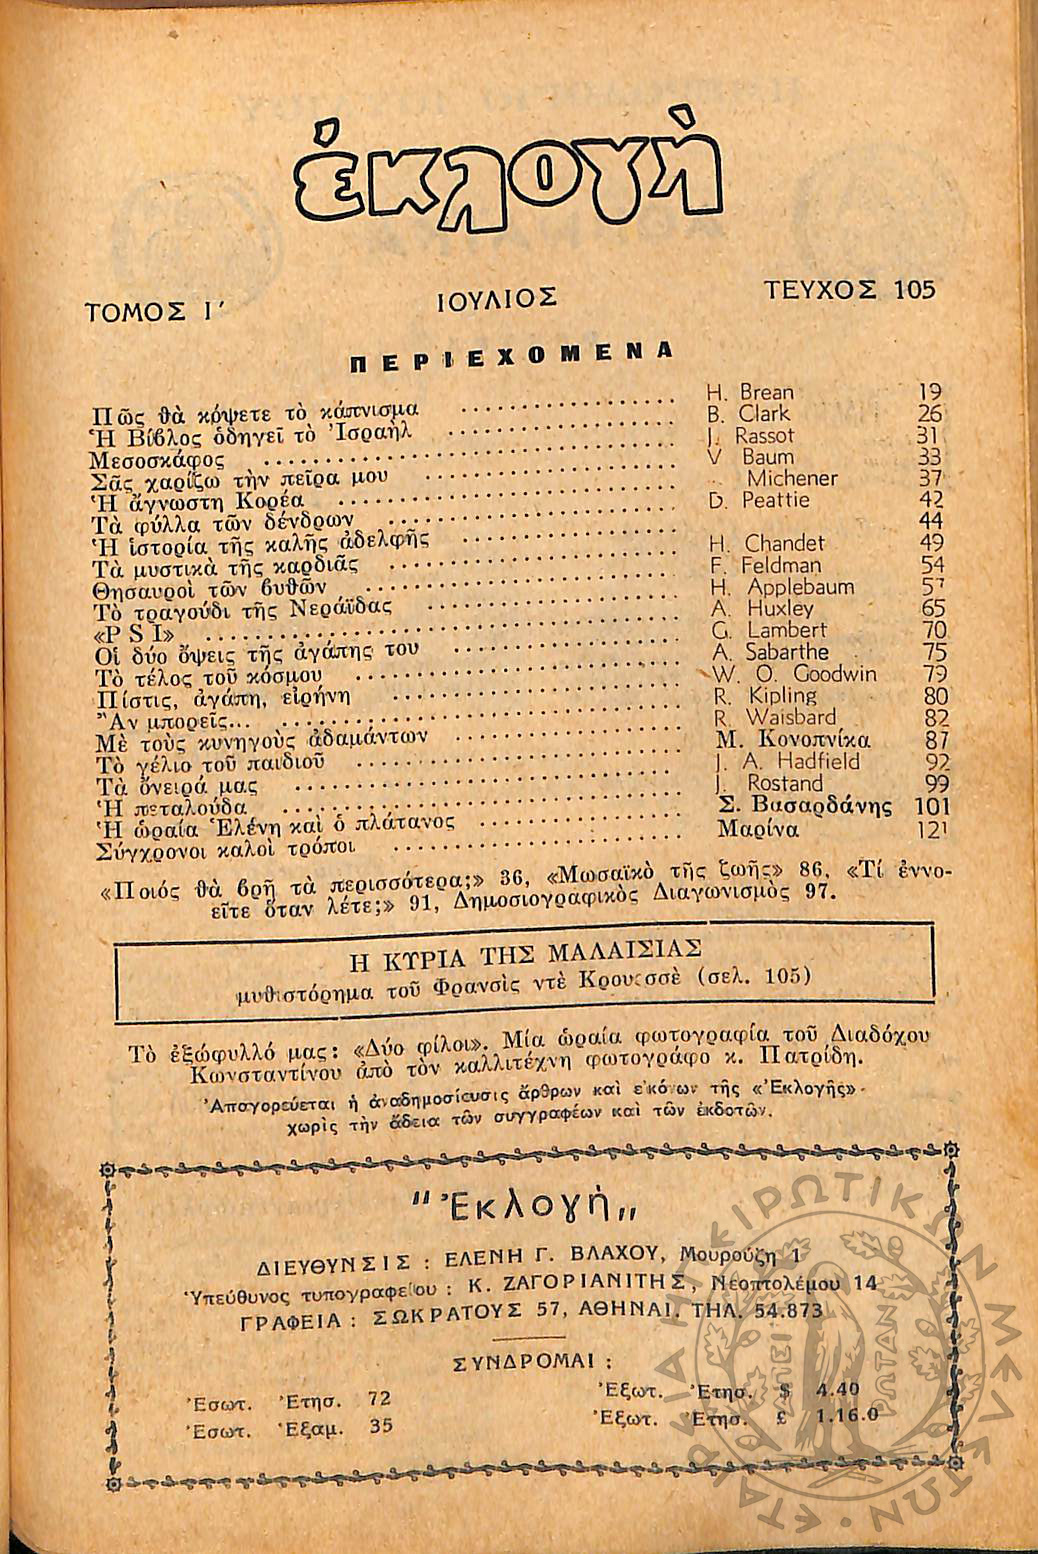 ἐκλογὴ
ΤΟΜΟΣ Ι΄ ΙΟΥΛΙΟΣ ΤΕΥΧΟΣ 105
ΠΕΡΙΕΧΟΜΕΝΑ
Πῶς θὰ κόψετε τὸ κάπνισμα .................. H. Brean 19
Ἡ Βίβλος ὁδηγεῖ τὸ Ἰσραὴλ .................. B. Clark 26
Μεσοσκάφος .................. J. Rassot 31
Σᾶς χαρίζω τὴν πεῖρα μου .................. V Baum 33
Ἡ ἄγνωστη Κορέα .................. Michener 37
Τὰ φύλλα τῶν δένδρων .................. D. Peattie 42
Ἡ ἱστορία τῆς καλῆς ἀδελφῆς .................. 44
Τὰ μυστικὰ τῆς καρδιᾶς .................. H. Chandet 49
Θησαυροὶ τῶν βυθῶν .................. F. Feldman 54
Τὸ τραγούδι τῆς Νεράϊδας .................. H. Applebaum 57
«P S I» .................. A. Huxley 65
Οἱ δύο ὄψεις τῆς ἀγάπης του .................. G. Lambert 70
Τὸ τέλος τοῦ κόσμου .................. A. Sabarthe 75
Πίστις, ἀγάπη, εἰρήνη .................. W. O. Goodwin 79
Ἂν μπορεῖς... .................. R. Kipling 80
Μὲ τοὺς κυνηγοὺς ἀδαμάντων .................. R. Waisbard 82
Τὸ γέλιο τοῦ παιδιοῦ .................. Μ. Κονοπνίκα 87
Τὰ ὄνειρά μας .................. J. A. Hadfield 92
Ἡ πεταλούδα .................. J. Rostand 99
Ἡ ὡραία Ἑλένη καὶ ὁ πλάτανος .................. Σ. Βασαρδάνης 101
Σύγχρονοι καλοὶ τρόποι .................. Μαρίνα 121
«Ποιός θὰ βρῆ τὰ περισσότερα;» 36, «Μωσαϊκὸ τῆς ζωῆς» 86, «Τί ἐννο-
εῖτε ὅταν λέτε;» 91, Δημοσιογραφικὸς Διαγωνισμὸς 97.
Η ΚΥΡΙΑ ΤΗΣ ΜΑΛΑΙΣΙΑΣ
μυθιστόρημα τοῦ Φρανσὶς ντὲ Κρουασσὲ (σελ. 105)
Τὸ ἐξώφυλλό μας: «Δύο φίλοι». Μία ὡραία φωτογραφία τοῦ Διαδόχου
Κωνσταντίνου ἀπὸ τὸν καλλιτέχνη φωτογράφο κ. Πατρίδη.
Ἀπαγορεύεται ἡ ἀναδημοσίευσις ἄρθρων καὶ εἰκόνων τῆς «Ἐκλογῆς»
χωρὶς τὴν ἄδεια τῶν συγγραφέων καὶ τῶν ἐκδοτῶν.
"Ἐκλογὴ„
ΔΙΕΥΘΥΝΣΙΣ : ΕΛΕΝΗ Γ. ΒΛΑΧΟΥ, Μουρούζη 1
Ὑπεύθυνος τυπογραφείου : Κ. ΖΑΓΟΡΙΑΝΙΤΗΣ, Νεοπτολέμου 14
ΓΡΑΦΕΙΑ : ΣΩΚΡΑΤΟΥΣ 57, ΑΘΗΝΑΙ. ΤΗΛ. 54.873
ΣΥΝΔΡΟΜΑΙ :
Ἐσωτ. Ἐτησ. 72 Ἐξωτ. Ἐτησ. $ 4.40
Ἐσωτ. Ἑξαμ. 35 Ἐξωτ. Ἐτησ. £ 1.16.0
ΕΤΑΙΡΕΙΑ ΗΠΕΙΡΩΤΙΚΩΝ ΜΕΛΕΤΩΝ
ΑΠΕΙ ΡΩΤΑΝ